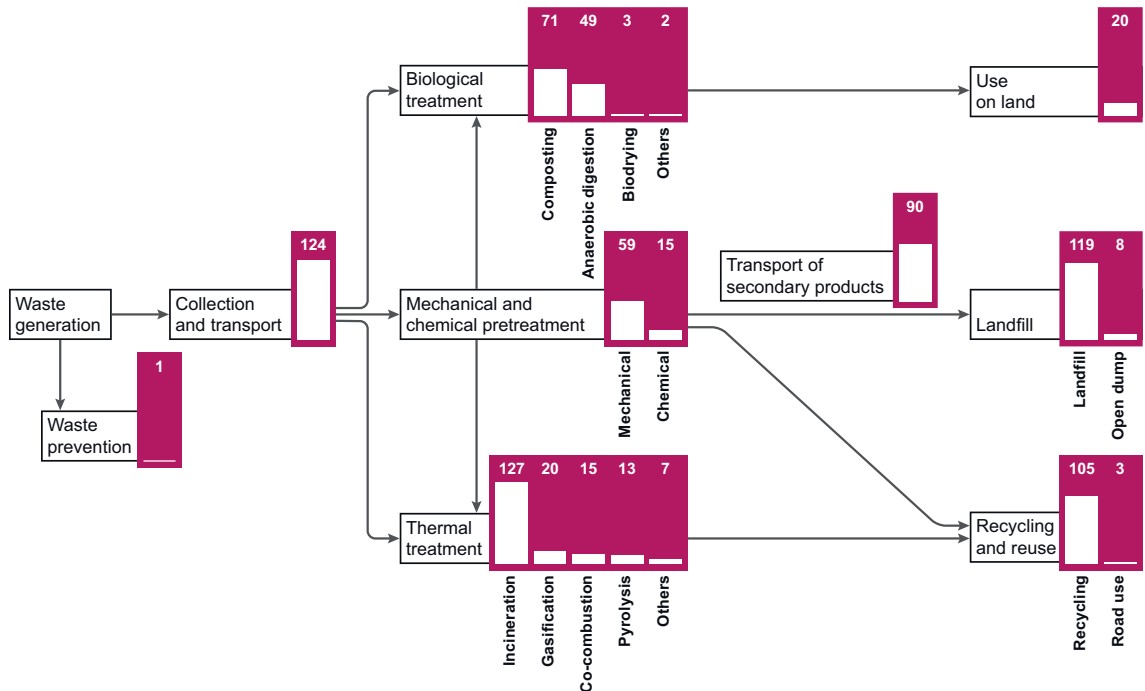 71 49 3 2
Biological
treatment
Composting
Anaerobic digestion
Biodrying
Others
20
Use
on land
124
Waste
generation
Collection
and transport
59 15
Mechanical and
chemical pretreatment
Mechanical
Chemical
90
Transport of
secondary products
119 8
Landfill
Landfill
Open dump
1
Waste
prevention
127 20 15 13 7
Thermal
treatment
Incineration
Gasification
Co-combustion
Pyrolysis
Others
105 3
Recycling
and reuse
Recycling
Road use